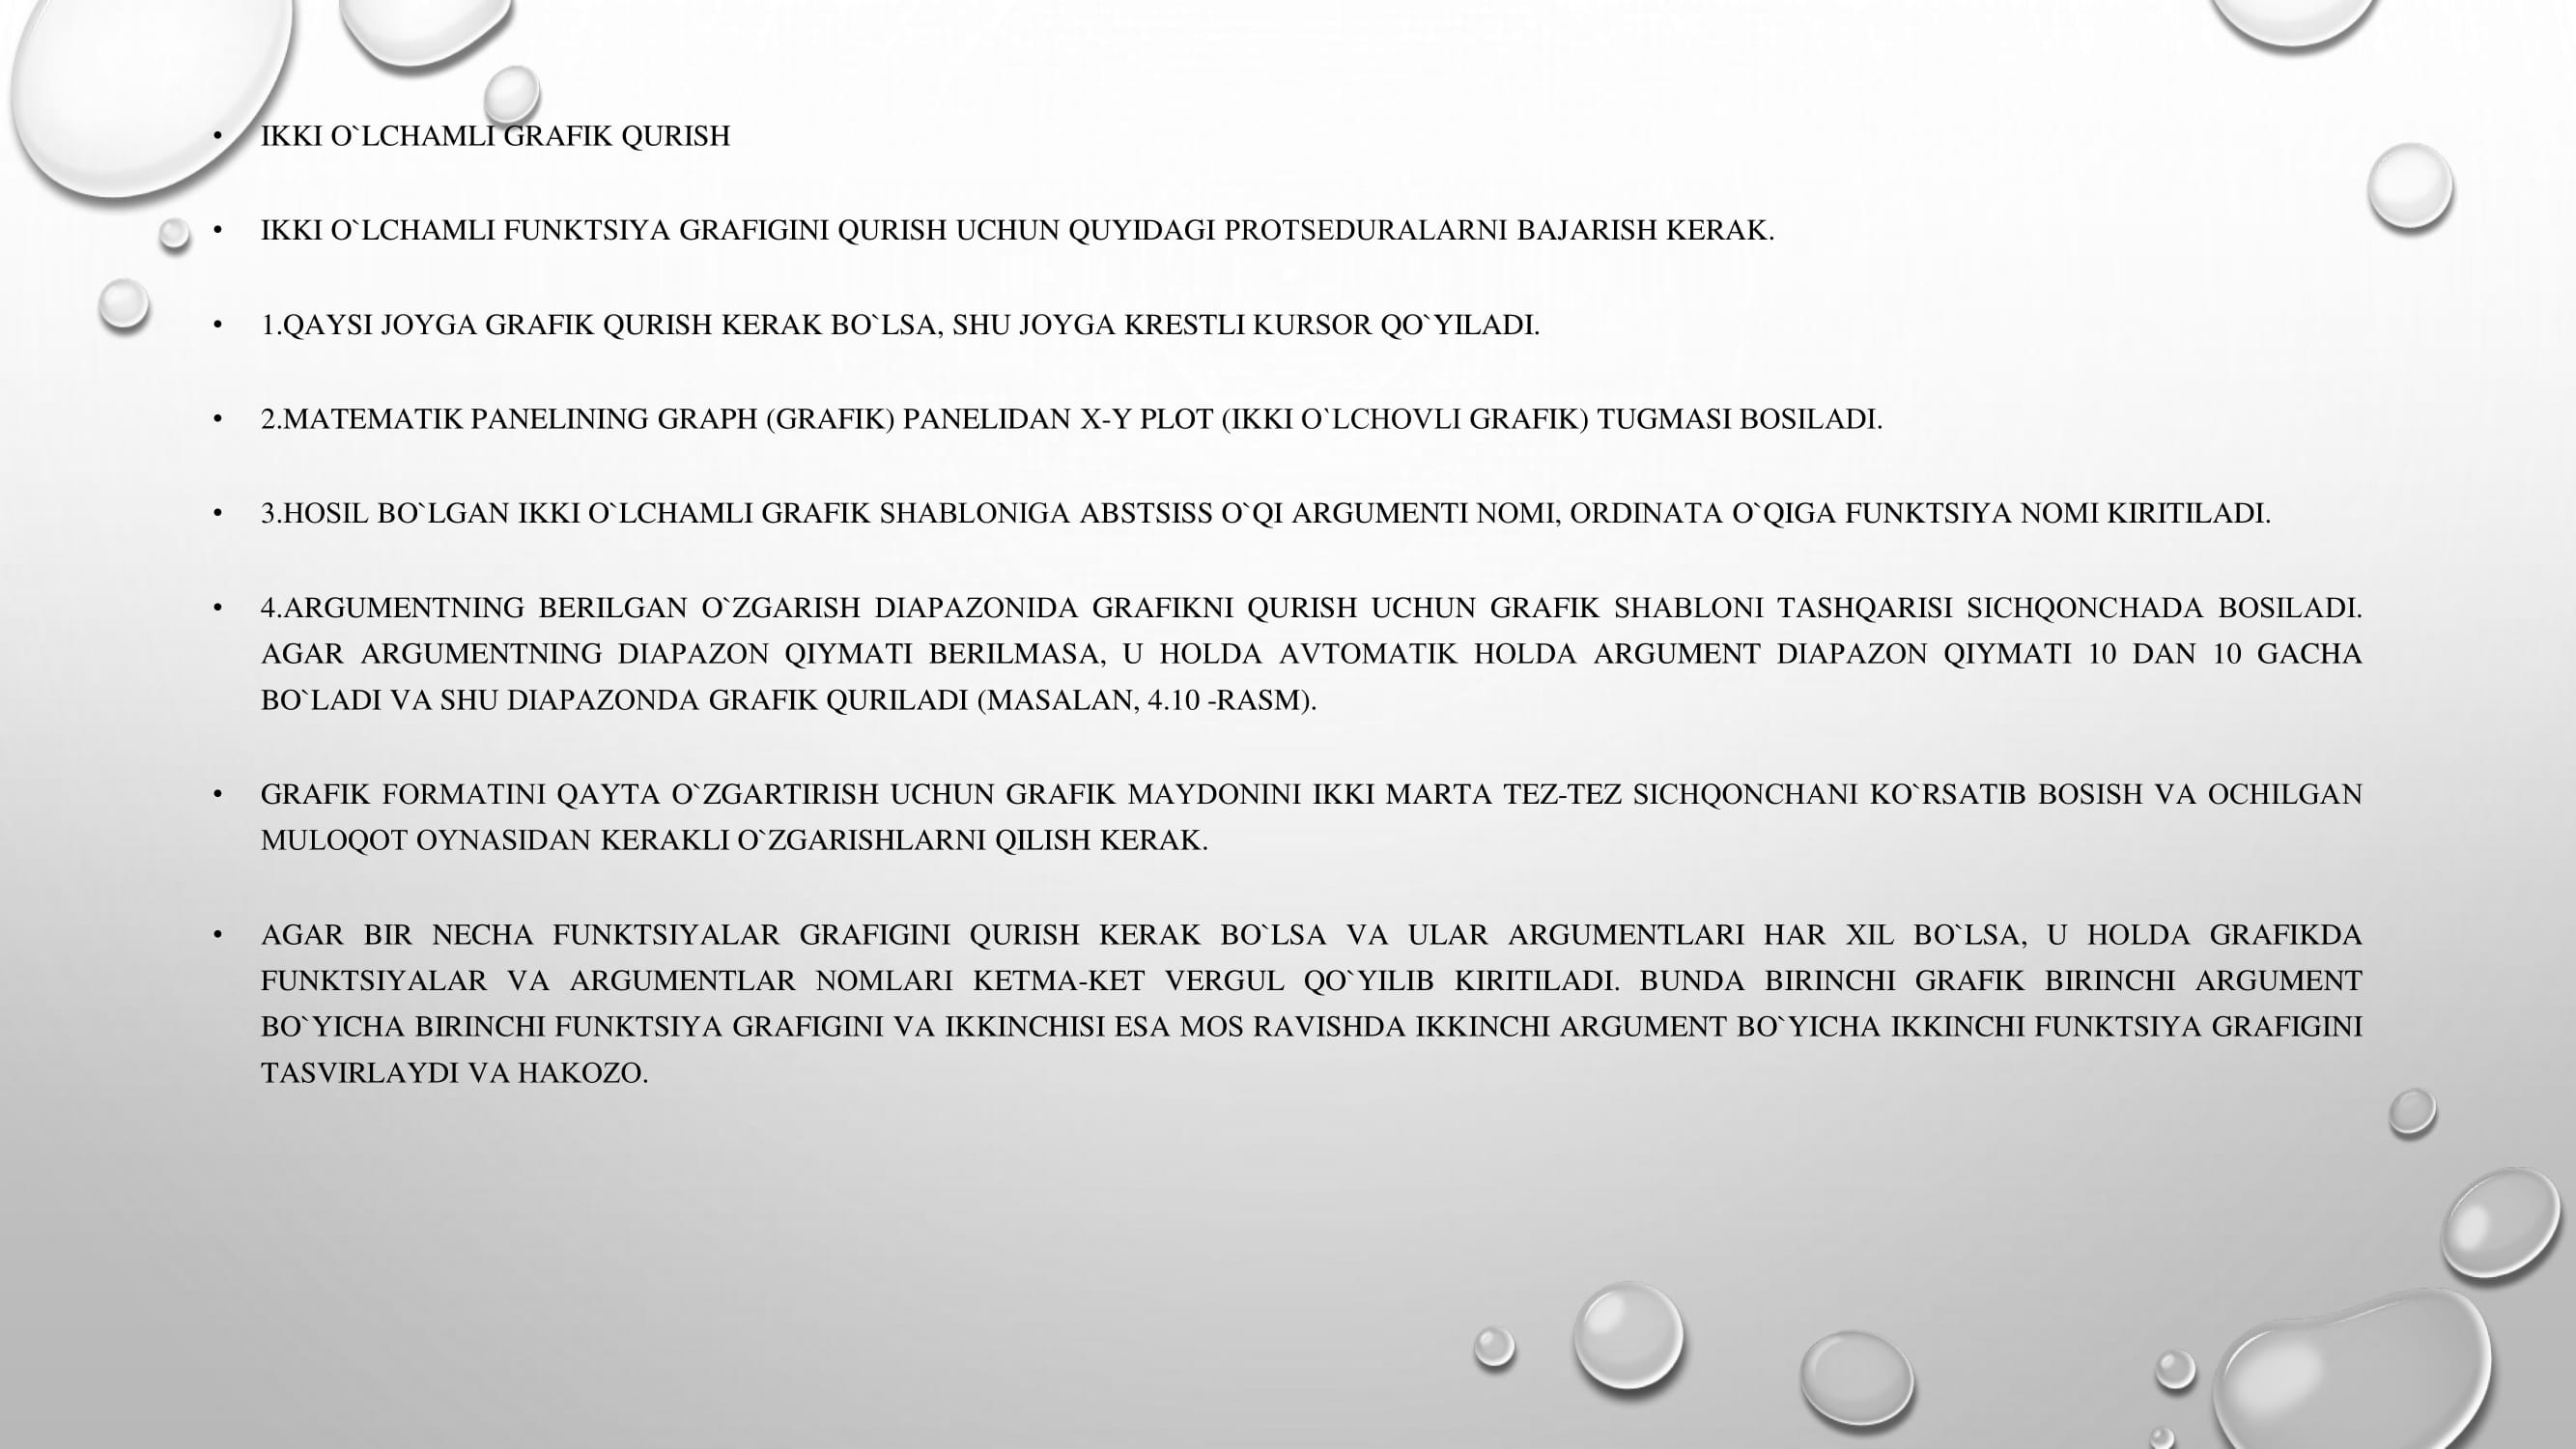 • IKKI O`LCHAMLI GRAFIK QURISH
• IKKI O`LCHAMLI FUNKTSIYA GRAFIGINI QURISH UCHUN QUYIDAGI PROTSEDURALARNI BAJARISH KERAK.
• 1.QAYSI JOYGA GRAFIK QURISH KERAK BO`LSA, SHU JOYGA KRESTLI KURSOR QO`YILADI.
• 2.MATEMATIK PANELINING GRAPH (GRAFIK) PANELIDAN X-Y PLOT (IKKI O`LCHOVLI GRAFIK) TUGMASI BOSILADI.
• 3.HOSIL BO`LGAN IKKI O`LCHAMLI GRAFIK SHABLONIGA ABSTSISS O`QI ARGUMENTI NOMI, ORDINATA O`QIGA FUNKTSIYA NOMI KIRITILADI.
• 4.ARGUMENTNING BERILGAN O`ZGARISH DIAPAZONIDA GRAFIKNI QURISH UCHUN GRAFIK SHABLONI TASHQARISI SICHQONCHADA BOSILADI.
AGAR ARGUMENTNING DIAPAZON QIYMATI BERILMASA, U HOLDA AVTOMATIK HOLDA ARGUMENT DIAPAZON QIYMATI 10 DAN 10 GACHA
BO`LADI VA SHU DIAPAZONDA GRAFIK QURILADI (MASALAN, 4.10 -RASM).
• GRAFIK FORMATINI QAYTA O`ZGARTIRISH UCHUN GRAFIK MAYDONINI IKKI MARTA TEZ-TEZ SICHQONCHANI KO`RSATIB BOSISH VA OCHILGAN
MULOQOT OYNASIDAN KERAKLI O`ZGARISHLARNI QILISH KERAK.
• AGAR BIR NECHA FUNKTSIYALAR GRAFIGINI QURISH KERAK BO`LSA VA ULAR ARGUMENTLARI HAR XIL BO`LSA, U HOLDA GRAFIKDA
FUNKTSIYALAR VA ARGUMENTLAR NOMLARI KETMA-KET VERGUL QO`YILIB KIRITILADI. BUNDA BIRINCHI GRAFIK BIRINCHI ARGUMENT
BO`YICHA BIRINCHI FUNKTSIYA GRAFIGINI VA IKKINCHISI ESA MOS RAVISHDA IKKINCHI ARGUMENT BO`YICHA IKKINCHI FUNKTSIYA GRAFIGINI
TASVIRLAYDI VA HAKOZO.